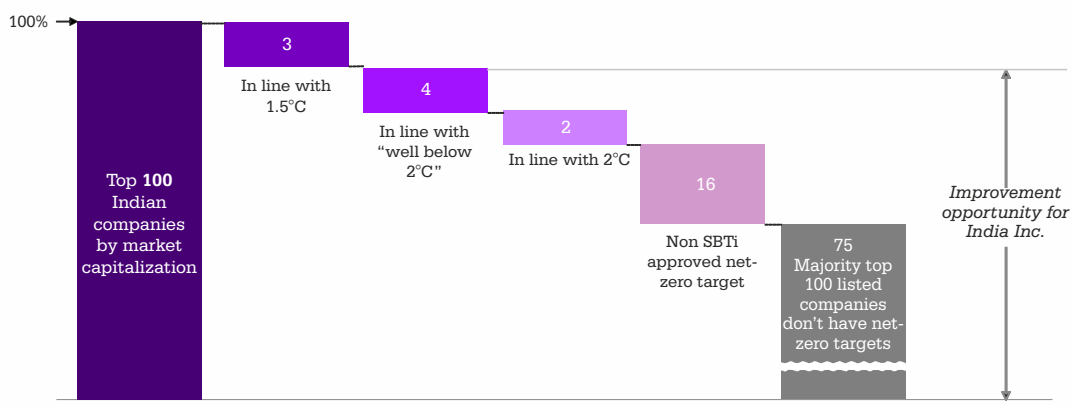 100%
Top 100
Indian
companies
by market
capitalization
3
In line with
1.5°C
4
In line with
“well below
2°C”
2
In line with 2°C
16
Non SBTi
approved net-
zero target
75
Majority top
100 listed
companies
don’t have net-
zero targets
Improvement
opportunity for
India Inc.